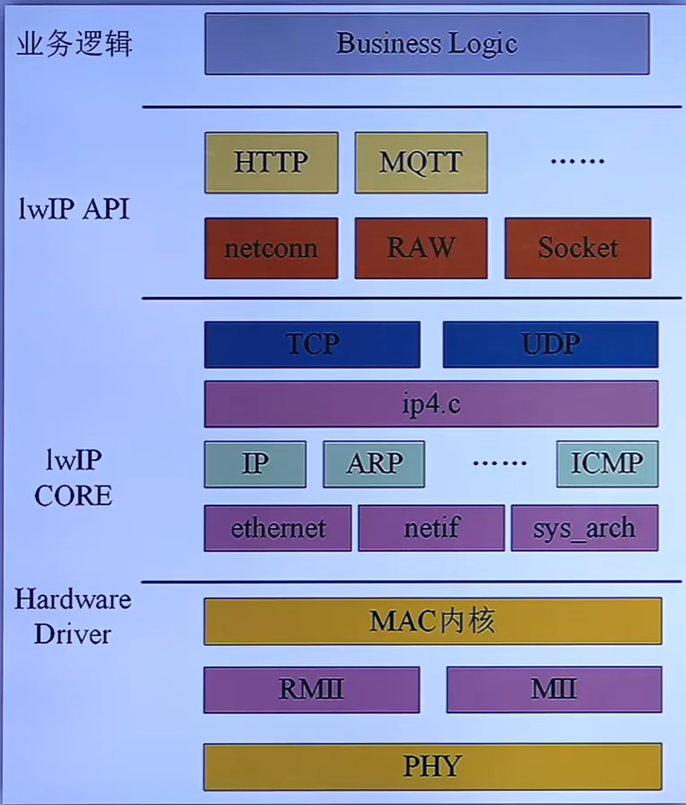 业务逻辑
Business Logic
HTTP
MQTT
……
lwIP API
netconn
RAW
Socket
TCP
UDP
ip4.c
lwIP
CORE
IP
ARP
……
ICMP
ethernet
netif
sys_arch
Hardware
Driver
MAC内核
RMII
MII
PHY